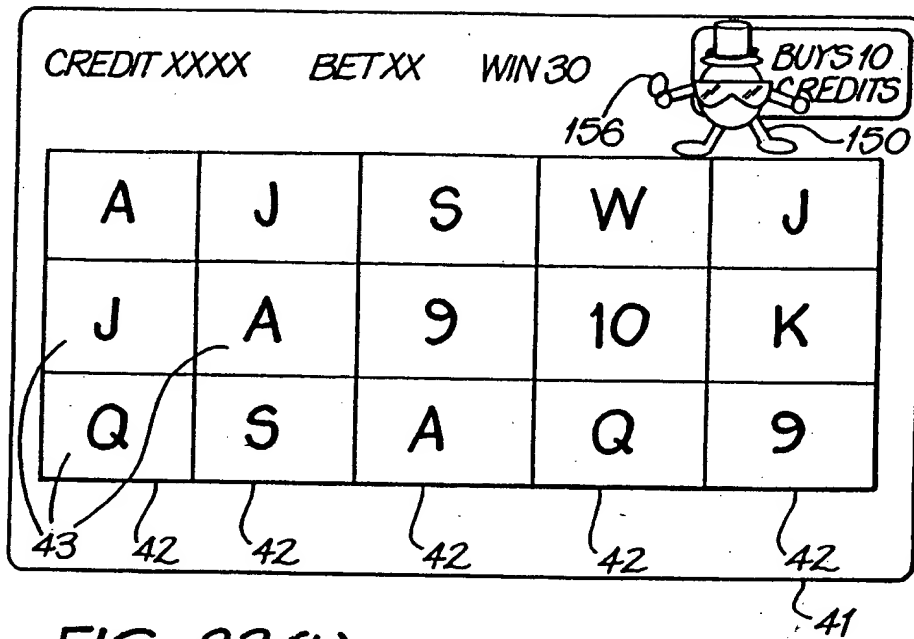 CREDIT XXXX BET XX WIN 30 BUYS 10
CREDITS
156 150
A J S W J
J A 9 10 K
Q S A Q 9
43 42 42 42 42 42
41